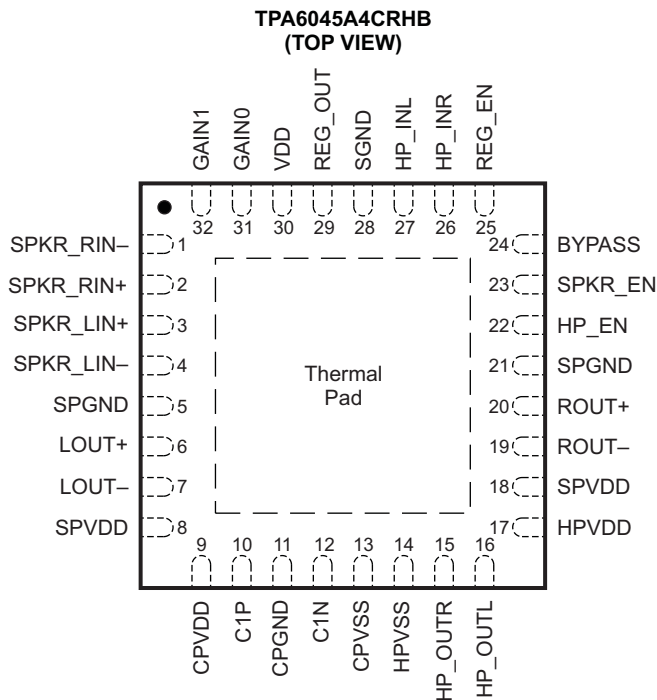 TPA6045A4CRHB
(TOP VIEW)
GAIN1
GAIN0
VDD
REG_OUT
SGND
HP_INL
HP_INR
REG_EN
32 31 30 29 28 27 26 25
SPKR_RIN– 1
SPKR_RIN+ 2
SPKR_LIN+ 3
SPKR_LIN– 4
SPGND 5
LOUT+ 6
LOUT– 7
SPVDD 8
Thermal
Pad
24 BYPASS
23 SPKR_EN
22 HP_EN
21 SPGND
20 ROUT+
19 ROUT–
18 SPVDD
17 HPVDD
9 10 11 12 13 14 15 16
CPVDD
C1P
CPGND
C1N
CPVSS
HPVSS
HP_OUTR
HP_OUTL